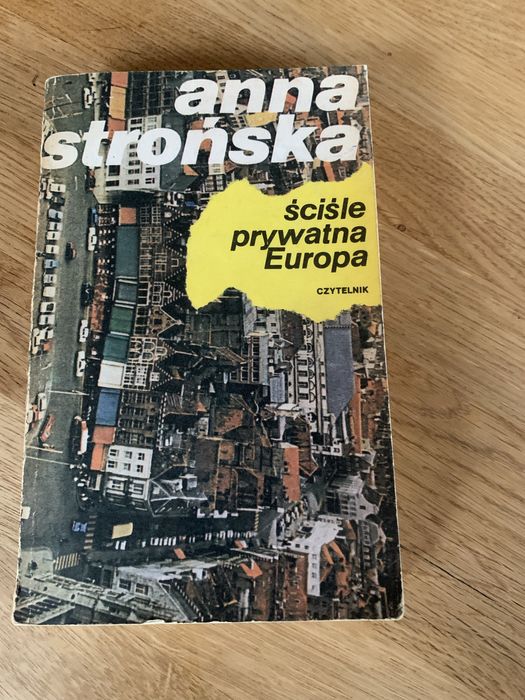 anna
strońska
ściśle
prywatna
Europa
CZYTELNIK